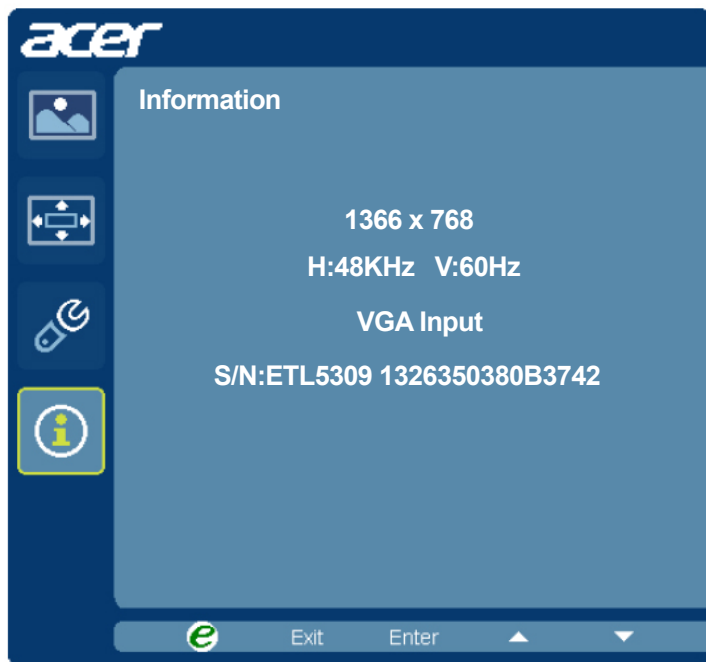 acer
Information
1366 x 768
H:48KHz V:60Hz
VGA Input
S/N:ETL5309 1326350380B3742
e Exit Enter